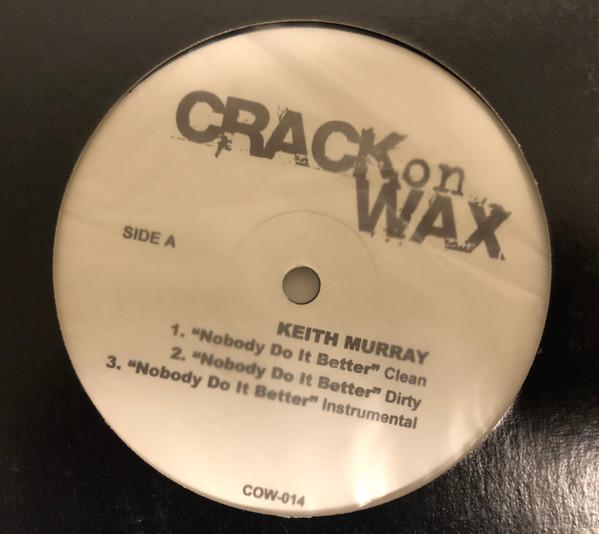 CRACK on
WAX
SIDE A
KEITH MURRAY
1. "Nobody Do It Better" Clean
2. "Nobody Do It Better" Dirty
3. "Nobody Do It Better" Instrumental
COW-014